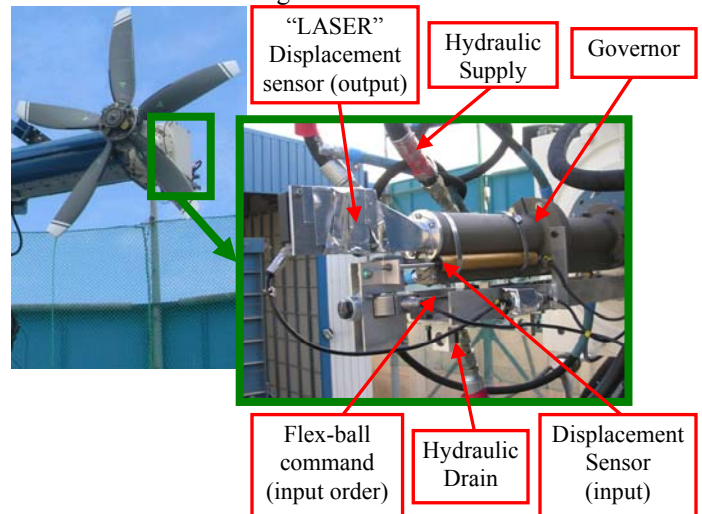 “LASER”
Displacement
sensor (output)
Hydraulic
Supply
Governor
Flex-ball
command
(input order)
Hydraulic
Drain
Displacement
Sensor
(input)